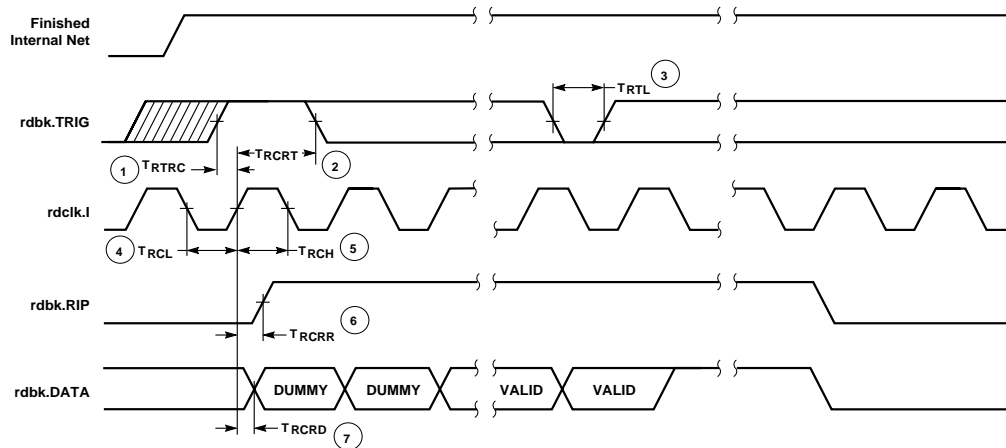 Finished
Internal Net
rdbk.TRIG
TRTL
3
1
TRTRC
TRCRT
2
rdclk.I
4
TRCL
TRCH
5
rdbk.RIP
TRCRR
6
rdbk.DATA
DUMMY
DUMMY
VALID
VALID
TRCRD
7